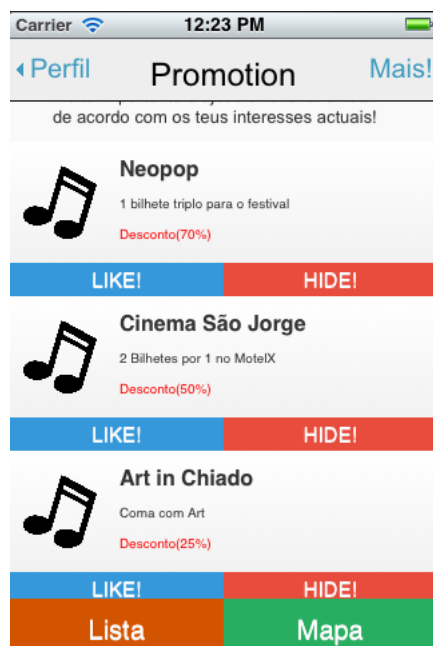 Carrier 12:23 PM
Perfil Promotion Mais!
de acordo com os teus interesses actuais!
Neopop
1 bilhete triplo para o festival
Desconto(70%)
LIKE! HIDE!
Cinema São Jorge
2 Bilhetes por 1 no MotelX
Desconto(50%)
LIKE! HIDE!
Art in Chiado
Coma com Art
Desconto(25%)
LIKE! HIDE!
Lista Mapa